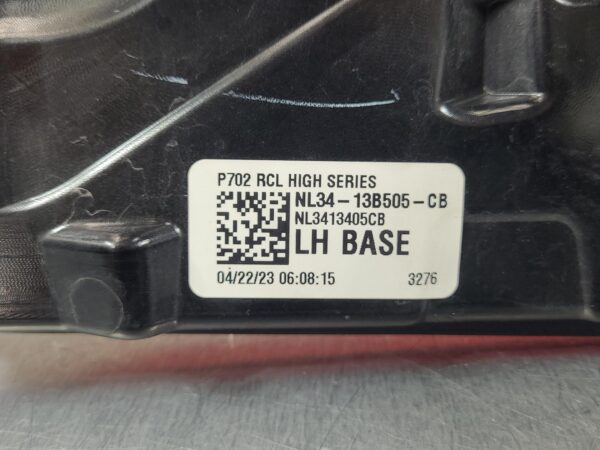 P702 RCL HIGH SERIES
NL34-13B505-CB
NL3413405CB
LH BASE
04/22/23 06:08:15 3276